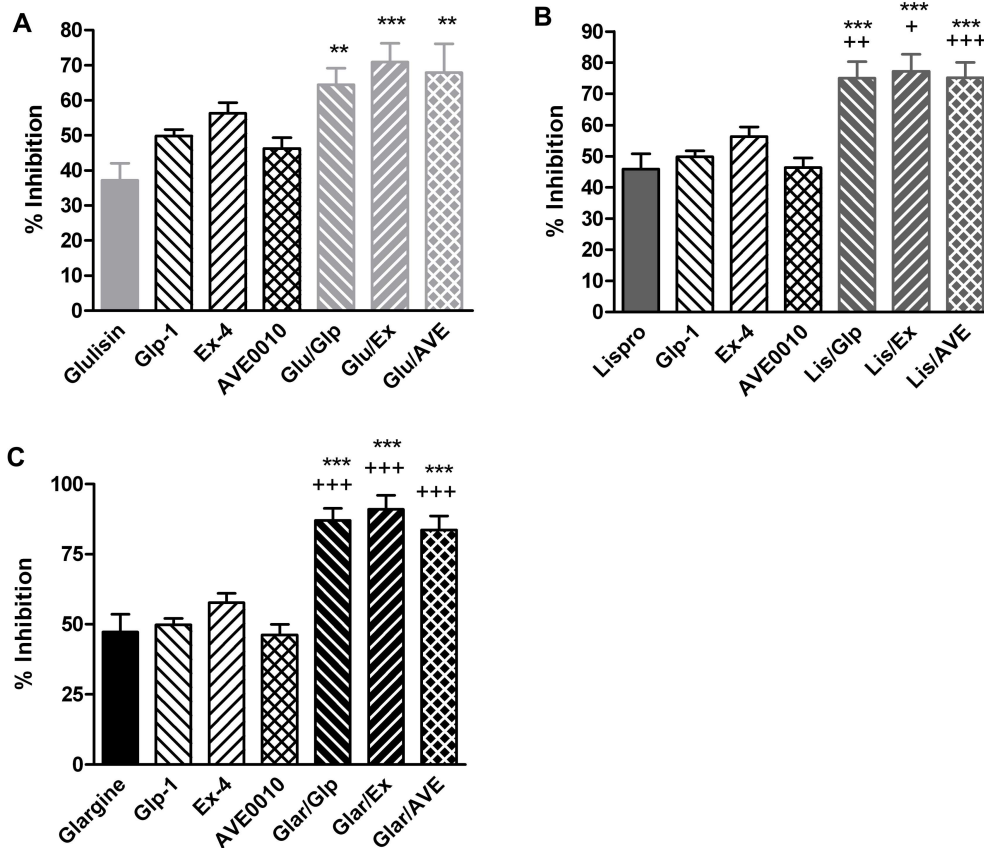 A
% Inhibition
80
70
60
50
40
30
20
10
0
** *** **
Glulisin Glp-1 Ex-4 AVE0010 Glu/Glp Glu/Ex Glu/AVE
B
% Inhibition
90
80
70
60
50
40
30
20
10
0
*** *** ***
++ + +++
Lispro Glp-1 Ex-4 AVE0010 Lis/Glp Lis/Ex Lis/AVE
C
% Inhibition
100
75
50
25
0
*** *** ***
+++ +++ +++
Glargine Glp-1 Ex-4 AVE0010 Glar/Glp Glar/Ex Glar/AVE